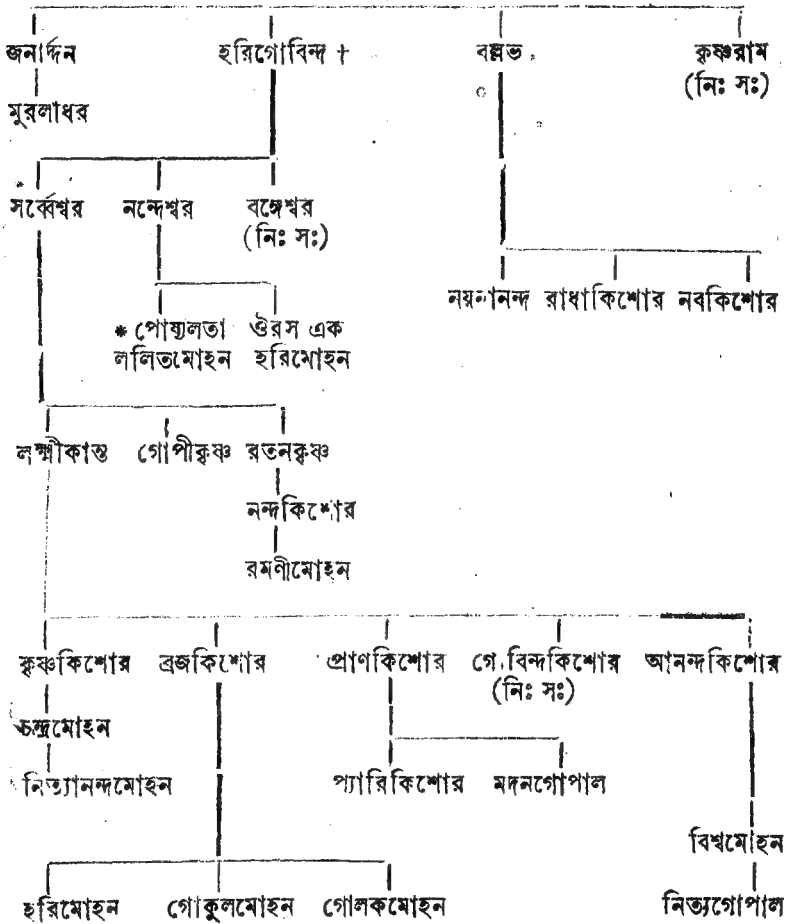 জনার্দ্দন হরিগোবিন্দ † বল্লভ কৃষ্ণরাম
(নিঃ সঃ)
মুরলাধর
* সর্ব্বেশ্বর নন্দেশ্বর বঙ্গেশ্বর
(নিঃ সঃ)
নয়নানন্দ রাধাকিশোর নবকিশোর
* পোষ্যলতা ঔরস এক
ললিতমোহন হরিমোহন
লক্ষ্মীকান্ত গোপীকৃষ্ণ রতনকৃষ্ণ
নন্দকিশোর
রমণীমোহন
কৃষ্ণকিশোর ব্রজকিশোর প্রাণকিশোর গোবিন্দকিশোর আনন্দকিশোর
(নিঃ সঃ)
চন্দ্রমোহন
নিত্যানন্দমোহন প্যারিকিশোর মদনগোপাল
বিশ্বমোহন
হরিমোহন গোকুলমোহন গোলকমোহন নিত্যগোপাল